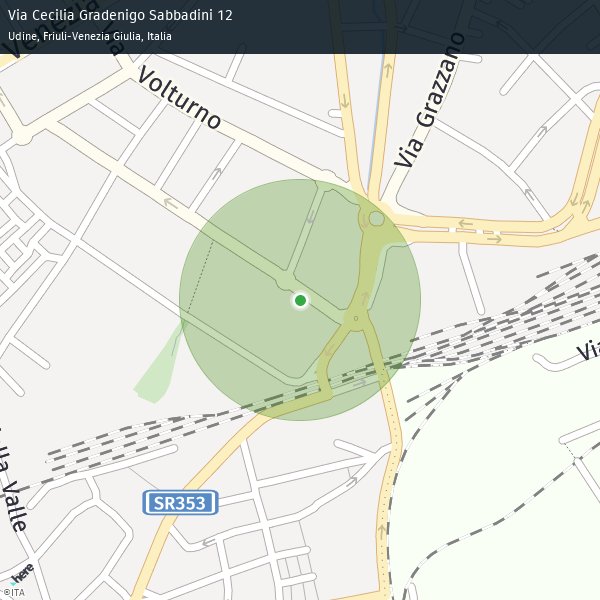 Via Cecilia Gradenigo Sabbadini 12
Udine, Friuli-Venezia Giulia, Italia
Venezia
Volturno
Via Grazzano
Via
lla Valle
SR353
here
©ITA